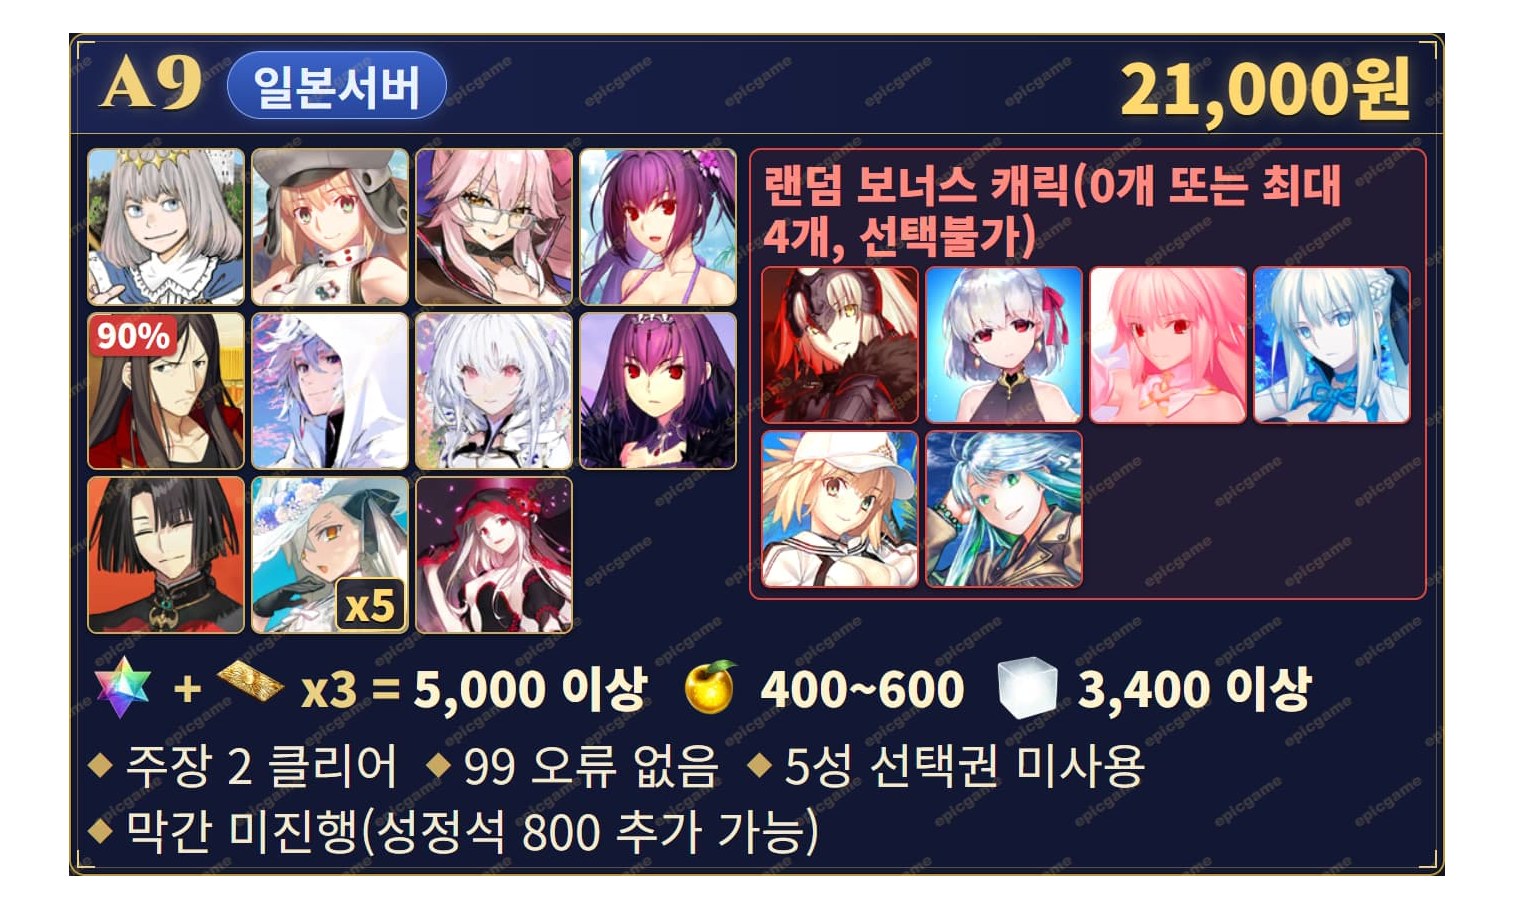 A9 일본서버 21,000원
랜덤 보너스 캐릭(0개 또는 최대
4개, 선택불가)
90%
x5
+ x3 = 5,000 이상 400~600 3,400 이상
◆ 주장 2 클리어 ◆ 99 오류 없음 ◆ 5성 선택권 미사용
◆ 막간 미진행(성정석 800 추가 가능)
epicgame